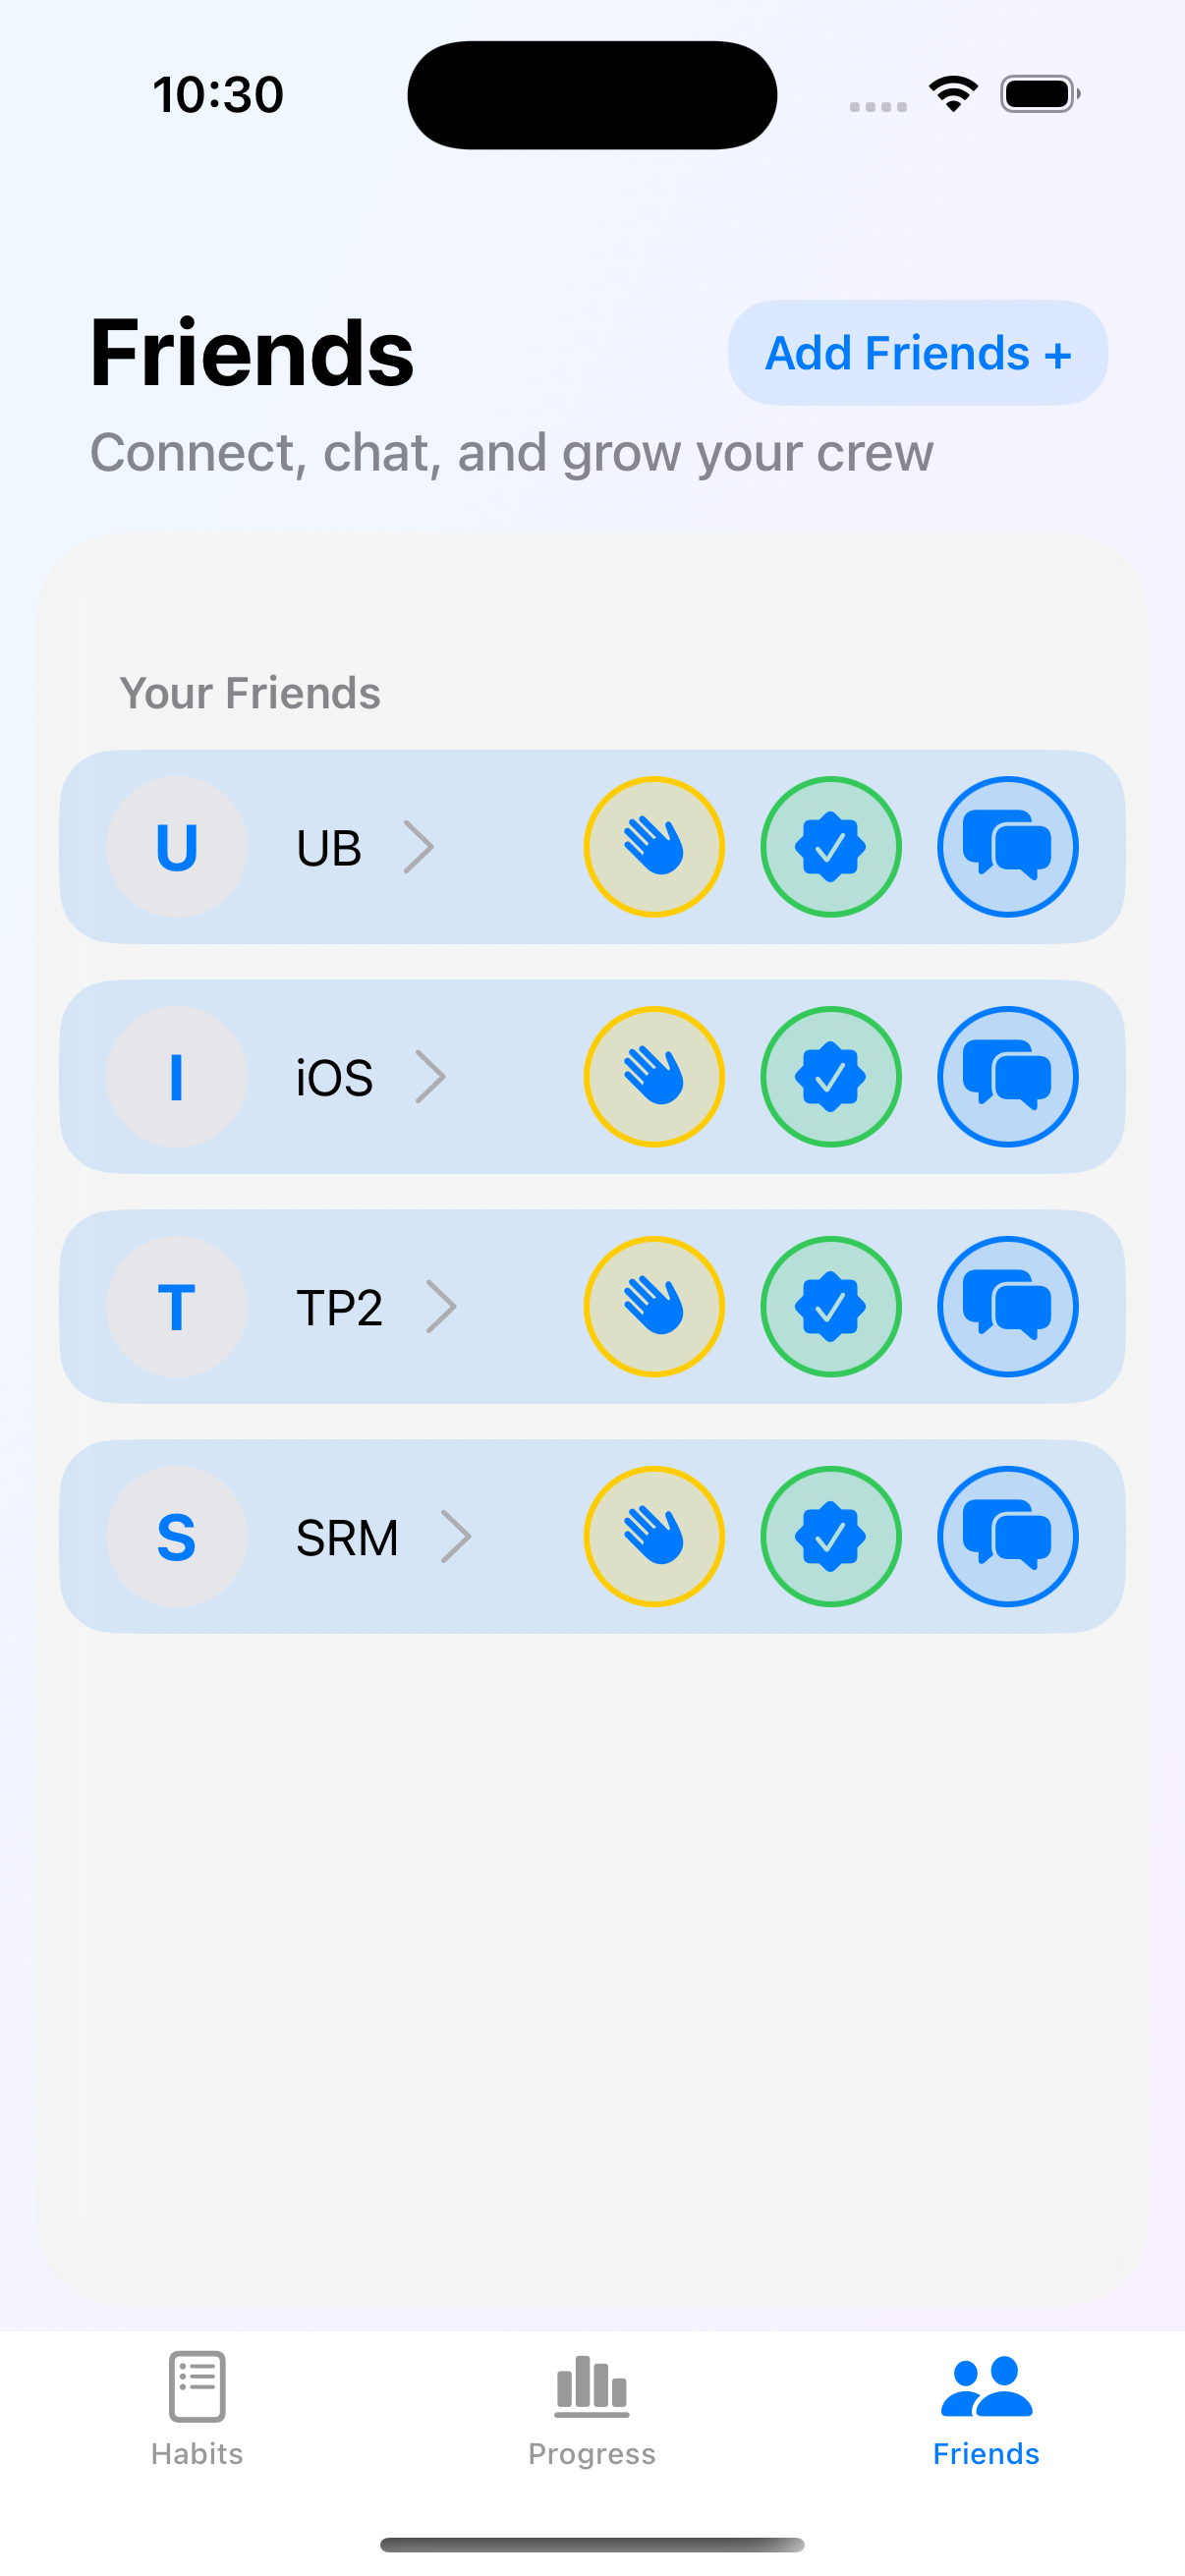 10:30
Friends
Add Friends +
Connect, chat, and grow your crew
Your Friends
U UB
I iOS
T TP2
S SRM
Habits Progress Friends